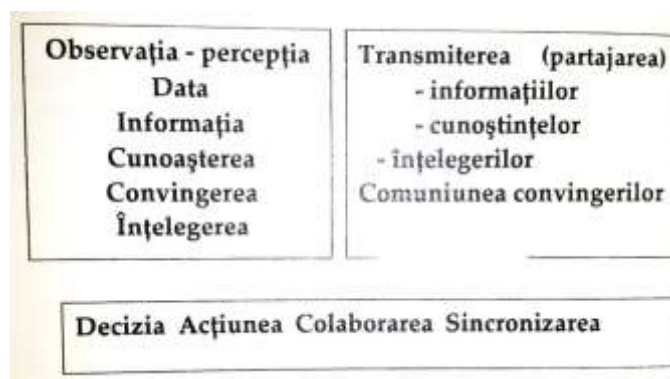 Observația - percepția
Data
Informația
Cunoașterea
Convingerea
Înțelegerea
Transmiterea (partajarea)
- informațiilor
- cunoștințelor
- înțelegerilor
Comuniunea convingerilor
Decizia Acțiunea Colaborarea Sincronizarea